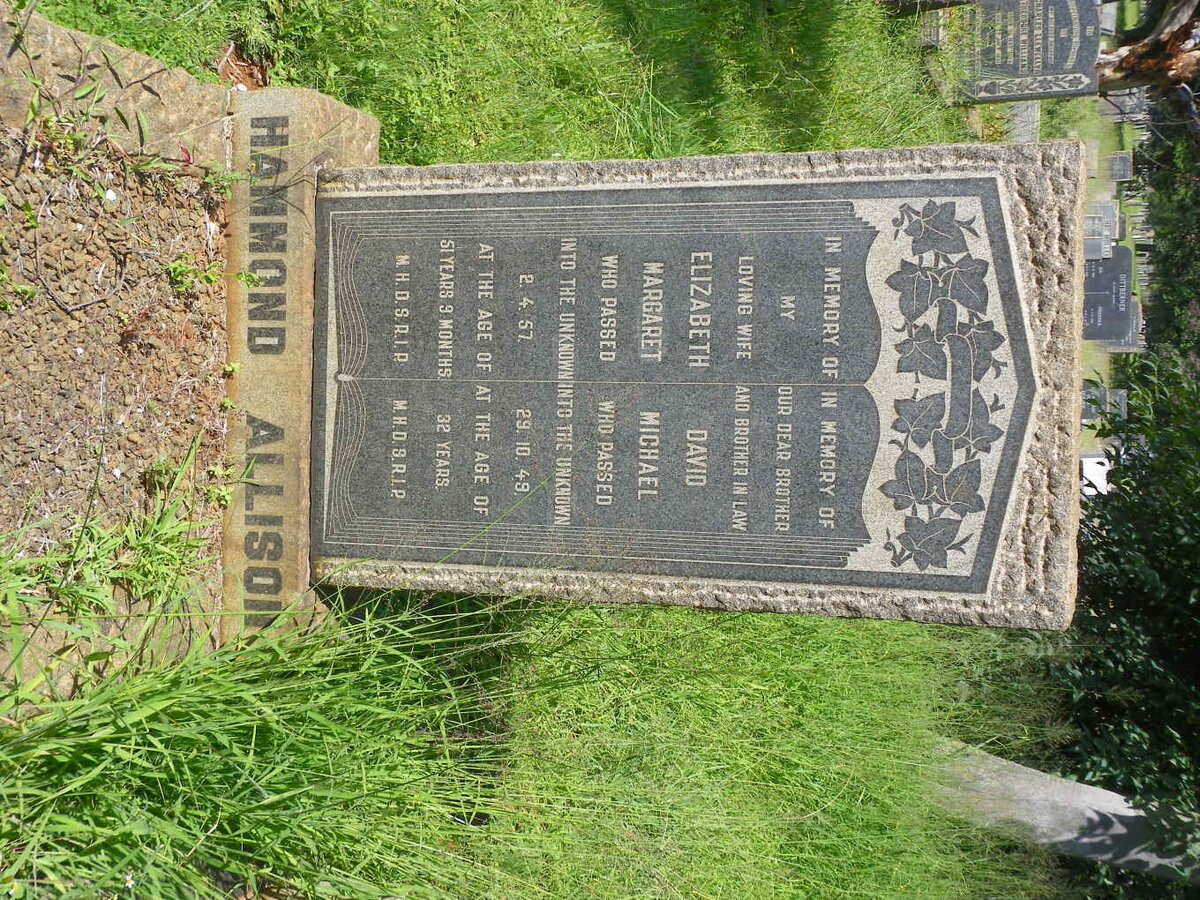 IN MEMORY OF
MY
LOVING WIFE
ELIZABETH
MARGARET
WHO PASSED
INTO THE UNKNOWN
2. 4. 57.
AT THE AGE OF
51 YEARS 9 MONTHS.
M.H.D.S.R.I.P.
IN MEMORY OF
OUR DEAR BROTHER
AND BROTHER IN LAW
DAVID
MICHAEL
WHO PASSED
INTO THE UNKNOWN
29. 10. 49.
AT THE AGE OF
32 YEARS.
M.H.D.S.R.I.P.
HAMMOND ALLISON